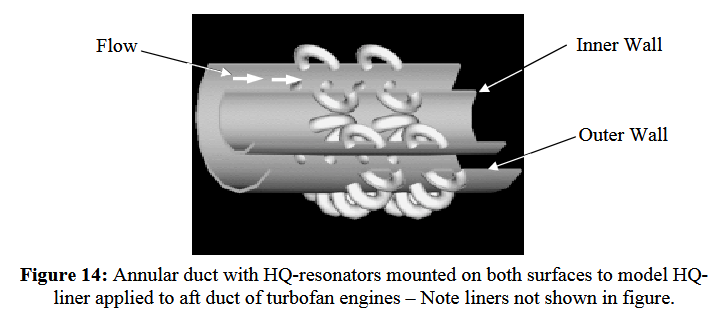 Flow
Inner Wall
Outer Wall
Figure 14: Annular duct with HQ-resonators mounted on both surfaces to model HQ-
liner applied to aft duct of turbofan engines – Note liners not shown in figure.